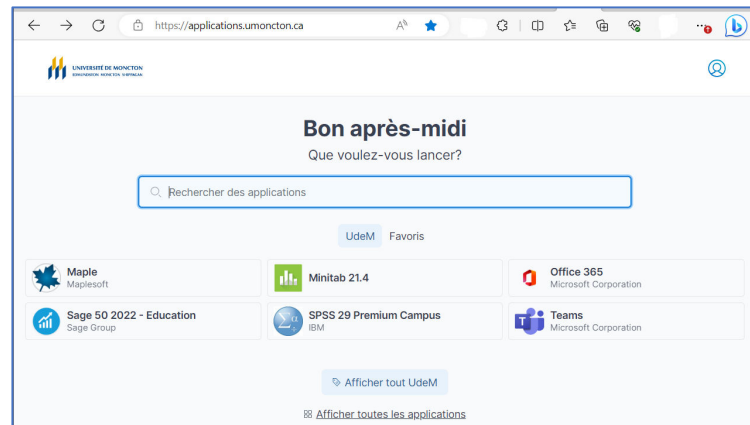 https://applications.umoncton.ca
UNIVERSITÉ DE MONCTON
EDMUNDSTON MONCTON SHIPPAGAN
Bon après-midi
Que voulez-vous lancer?
Rechercher des applications
UdeM Favoris
Maple
Maplesoft
Minitab 21.4
Office 365
Microsoft Corporation
Sage 50 2022 - Education
Sage Group
SPSS 29 Premium Campus
IBM
Teams
Microsoft Corporation
Afficher tout UdeM
Afficher toutes les applications